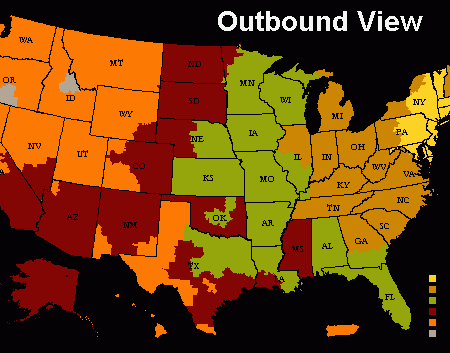 Outbound View
WA
MT
ND
MN
OR
ID
SD
WI
WY
NY
MI
IA
PA
NE
NV
UT
IL
IN
OH
CO
KS
MO
WV
VA
KY
NC
TN
AZ
NM
OK
AR
SC
MS
AL
GA
TX
FL